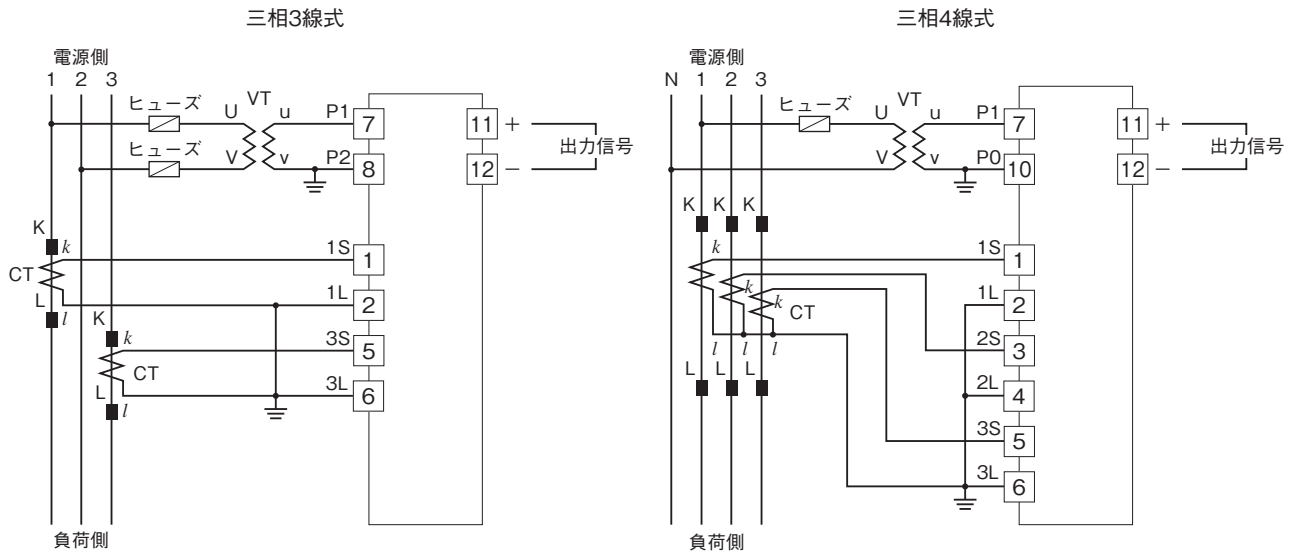 三相3線式
電源側
1 2 3
ヒューズ U VT u P1 7 11 +
ヒューズ V v P2 8 12 −
出力信号
K k 1S 1
CT
L l 1L 2
K k 3S 5
CT
L l 3L 6
負荷側
三相4線式
電源側
N 1 2 3
ヒューズ U VT u P1 7 11 +
V v P0 10 12 −
出力信号
K K K
k 1S 1
k k CT 1L 2
l l l 2S 3
L L L 2L 4
3S 5
3L 6
負荷側